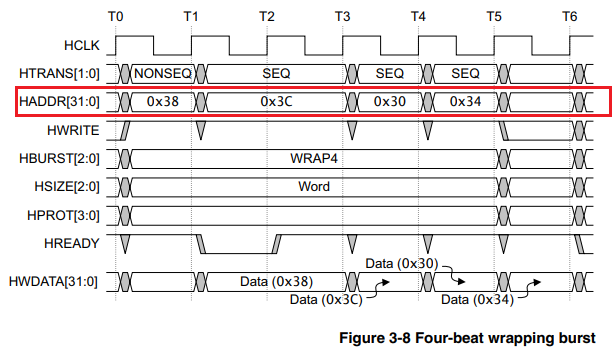 T0 T1 T2 T3 T4 T5 T6
HCLK
HTRANS[1:0] NONSEQ SEQ SEQ SEQ
HADDR[31:0] 0x38 0x3C 0x30 0x34
HWRITE
HBURST[2:0] WRAP4
HSIZE[2:0] Word
HPROT[3:0]
HREADY
Data (0x30)
HWDATA[31:0] Data (0x38)
Data (0x3C) Data (0x34)
Figure 3-8 Four-beat wrapping burst